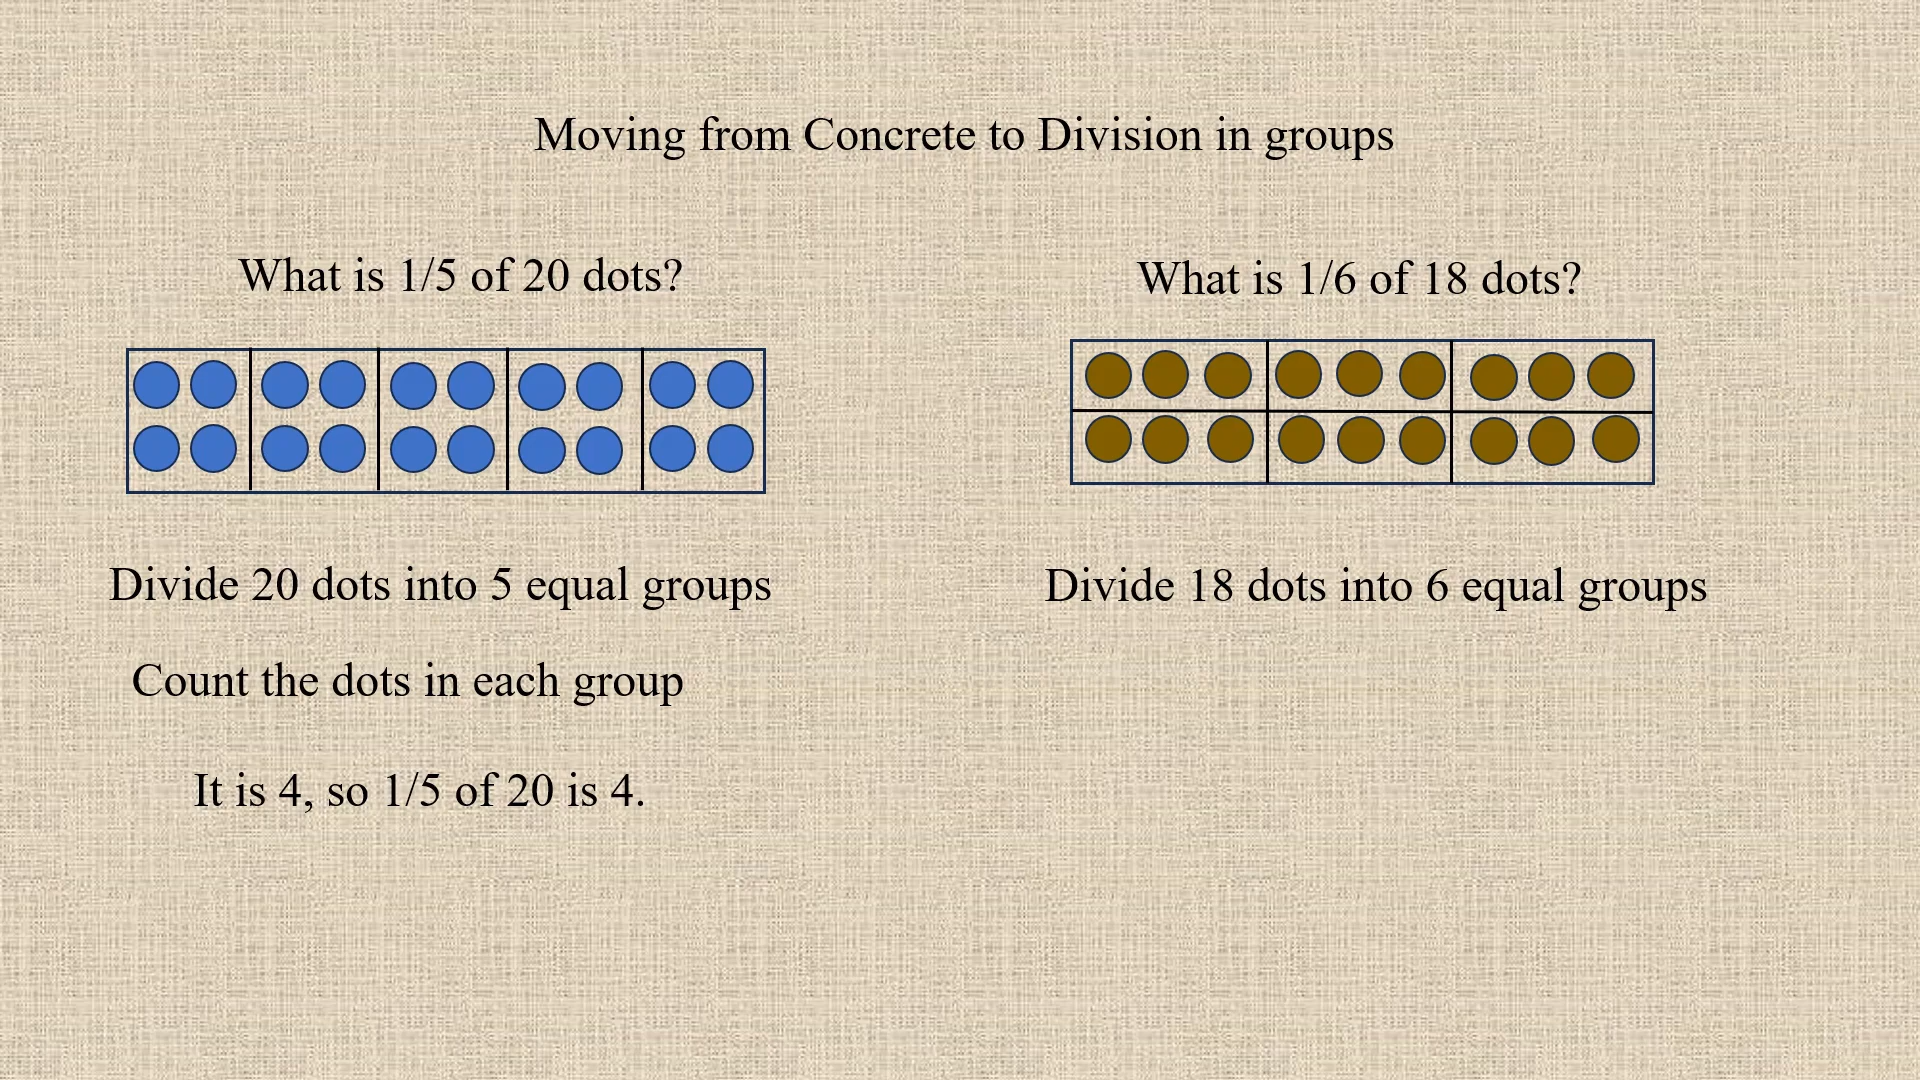 Moving from Concrete to Division in groups
What is 1/5 of 20 dots?
Divide 20 dots into 5 equal groups
Count the dots in each group
It is 4, so 1/5 of 20 is 4.
What is 1/6 of 18 dots?
Divide 18 dots into 6 equal groups